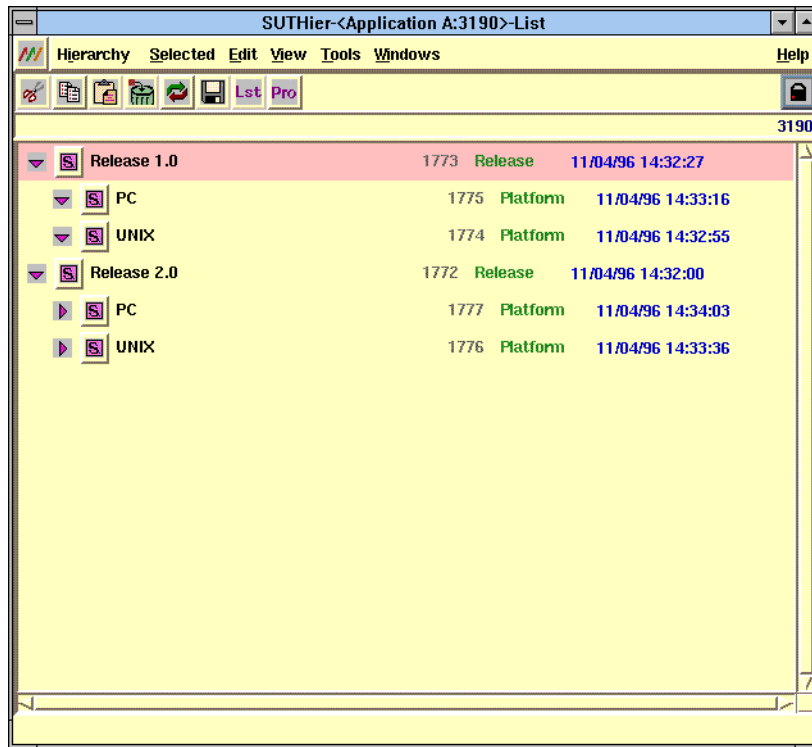 SUTHier-<Application A:3190>-List
Hierarchy Selected Edit View Tools Windows Help
Lst Pro
3190
S Release 1.0 1773 Release 11/04/96 14:32:27
S PC 1775 Platform 11/04/96 14:33:16
S UNIX 1774 Platform 11/04/96 14:32:55
S Release 2.0 1772 Release 11/04/96 14:32:00
S PC 1777 Platform 11/04/96 14:34:03
S UNIX 1776 Platform 11/04/96 14:33:36